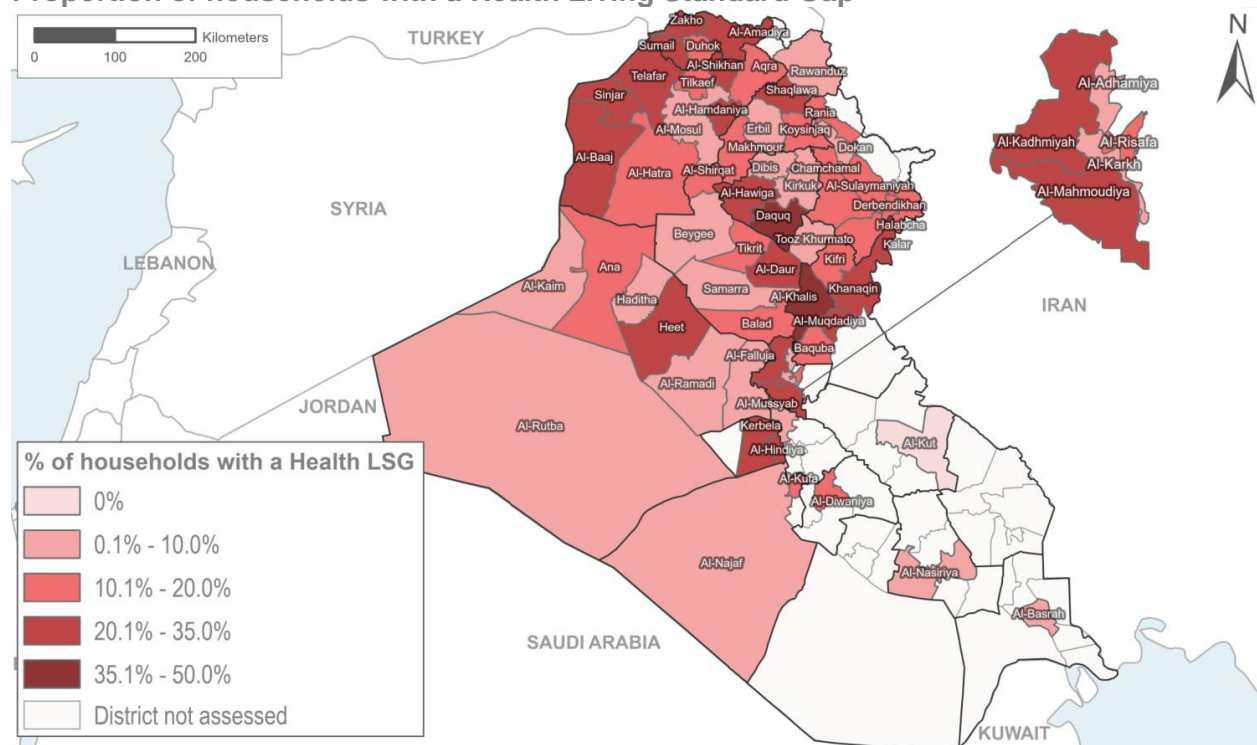 Proportion of households with a Health Living Standard Gap
Kilometers
0 100 200
TURKEY
SYRIA
LEBANON
JORDAN
SAUDI ARABIA
KUWAIT
IRAN
N
Zakho
Al-Amadiya
Sumail
Duhok
Al-Shikhan
Aqra
Rawanduz
Telafar
Tilkaef
Shaqlawa
Sinjar
Al-Hamdaniya
Rania
Al-Mosul
Erbil
Koysinjaq
Makhmour
Dokan
Al-Baaj
Al-Hatra
Al-Shirqat
Dibis
Chamchamal
Kirkuk
Al-Sulaymaniyah
Al-Hawiga
Derbendikhan
Daquq
Halabcha
Beygee
Tooz Khurmato
Kalar
Tikrit
Kifri
Ana
Al-Daur
Al-Kaim
Haditha
Samarra
Al-Khalis
Khanaqin
Heet
Balad
Al-Muqdadiya
Al-Falluja
Baquba
Al-Ramadi
Al-Mussyab
Al-Rutba
Kerbela
Al-Hindiya
Al-Kut
Al-Kufa
Al-Diwaniya
Al-Najaf
Al-Nasiriya
Al-Basrah
Al-Adhamiya
Al-Kadhmiyah
Al-Risafa
Al-Karkh
Al-Mahmoudiya
% of households with a Health LSG
0%
0.1% - 10.0%
10.1% - 20.0%
20.1% - 35.0%
35.1% - 50.0%
District not assessed